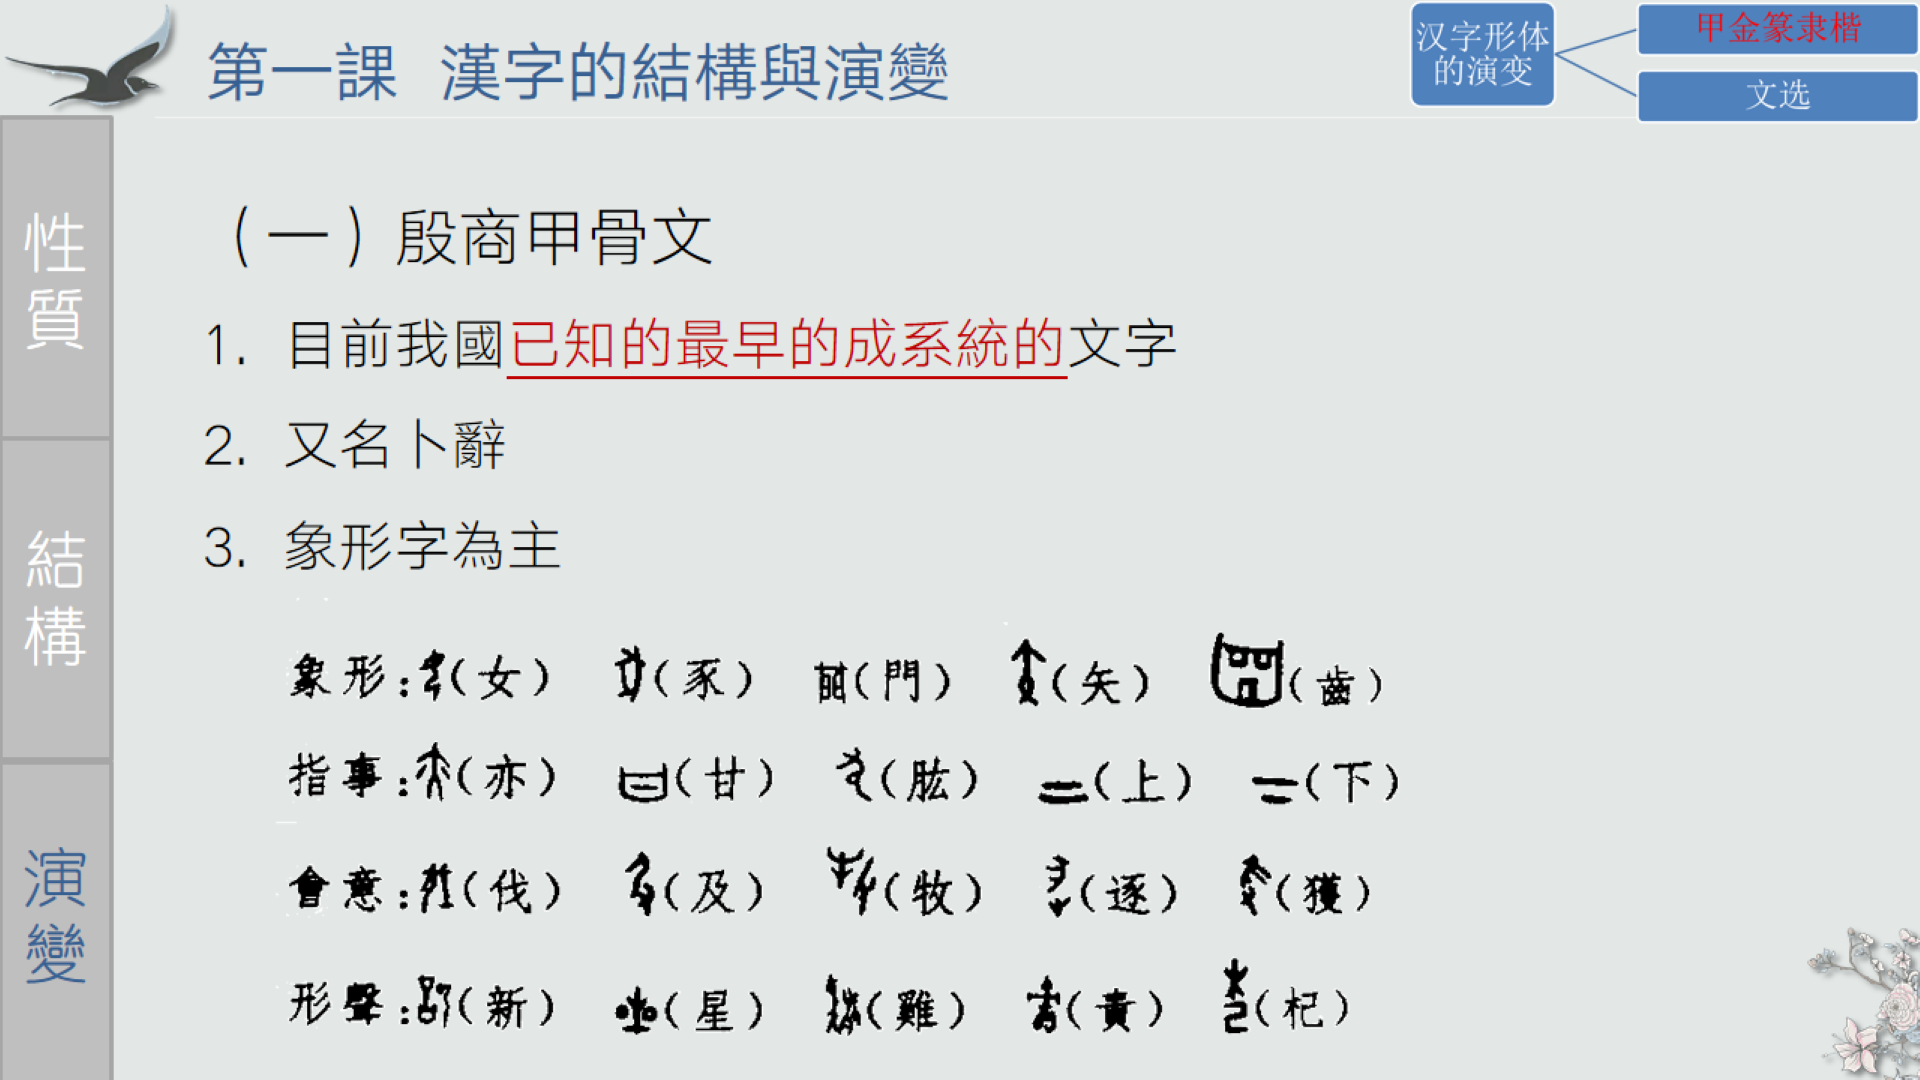 第一課 漢字的結構與演變
汉字形体
的演变
甲金篆隶楷
文选
性
質
結
構
演
變
（一）殷商甲骨文
1. 目前我國已知的最早的成系統的文字
2. 又名卜辭
3. 象形字為主
象形:（女）（豕）（門）（矢）（齒）
指事:（亦）（甘）（肱）（上）（下）
會意:（伐）（及）（牧）（逐）（獲）
形聲:（新）（星）（雞）（責）（杞）